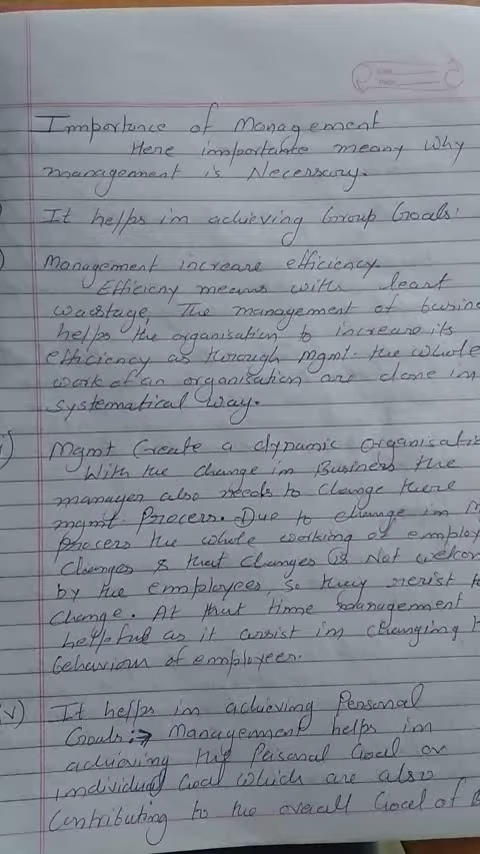 Importance of Management
Here importante meany why
management is Necessary.
It helps in achieving Group Goals.
Management increase efficiency.
Efficieny means with least
wastage. The management of busine
helps the organisation to increase its
efficiency as through mgmt. the whole
work of an organisation are done in
systematical way.
Mgmt Create a dynamic organisati
With the change in Business the
manager also needs to change there
mgmt Process. Due to change in M
Process the whole working of employ
Changes & that Changes is Not welcom
by the employees, so they resist t
Change. At that time management
helpful as it assist in changing
behaviour of employees.
iv) It helps in achieving Personal
Goals :→ Management helps in
achieving the Personal Goal or
individual Goal which are also
Contributing to the overall Goal of